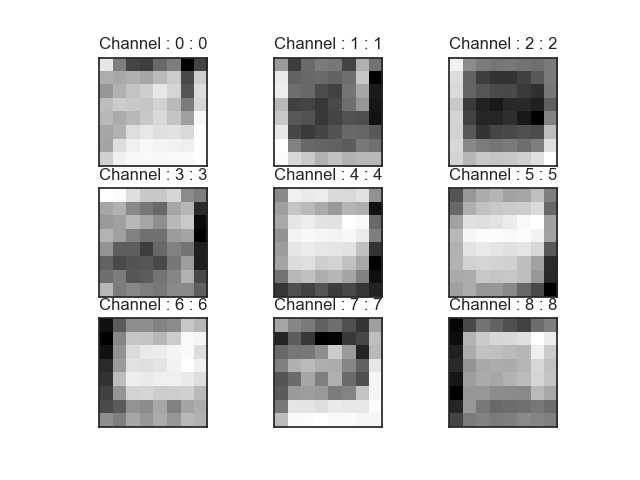 Channel : 0 : 0
Channel : 1 : 1
Channel : 2 : 2
Channel : 3 : 3
Channel : 4 : 4
Channel : 5 : 5
Channel : 6 : 6
Channel : 7 : 7
Channel : 8 : 8